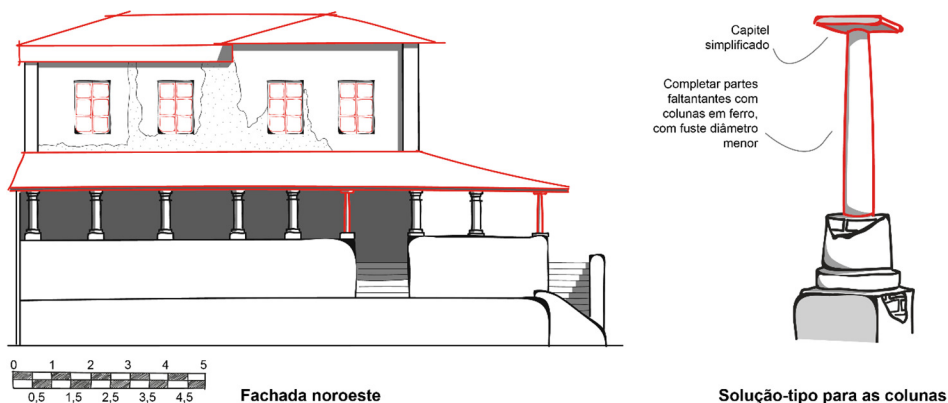 Capitel
simplificado
Completar partes
faltantantes com
colunas em ferro,
com fuste diâmetro
menor
0 1 2 3 4 5
0,5 1,5 2,5 3,5 4,5
Fachada noroeste
Solução-tipo para as colunas